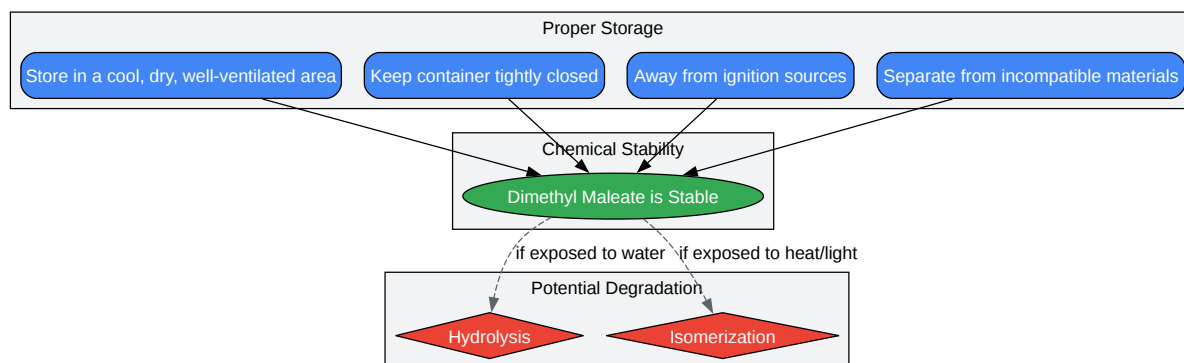 Proper Storage
Store in a cool, dry, well-ventilated area
Keep container tightly closed
Away from ignition sources
Separate from incompatible materials
Chemical Stability
Dimethyl Maleate is Stable
if exposed to water
if exposed to heat/light
Potential Degradation
Hydrolysis
Isomerization